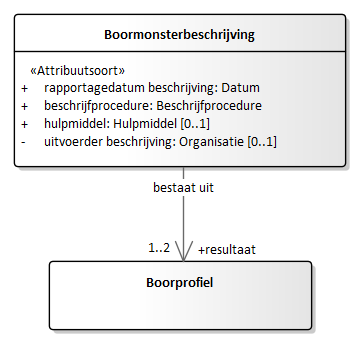 Boormonsterbeschrijving
«Attribuutsoort»
+ rapportagedatum beschrijving: Datum
+ beschrijfprocedure: Beschrijfprocedure
+ hulpmiddel: Hulpmiddel [0..1]
- uitvoerder beschrijving: Organisatie [0..1]
bestaat uit
1..2 +resultaat
Boorprofiel